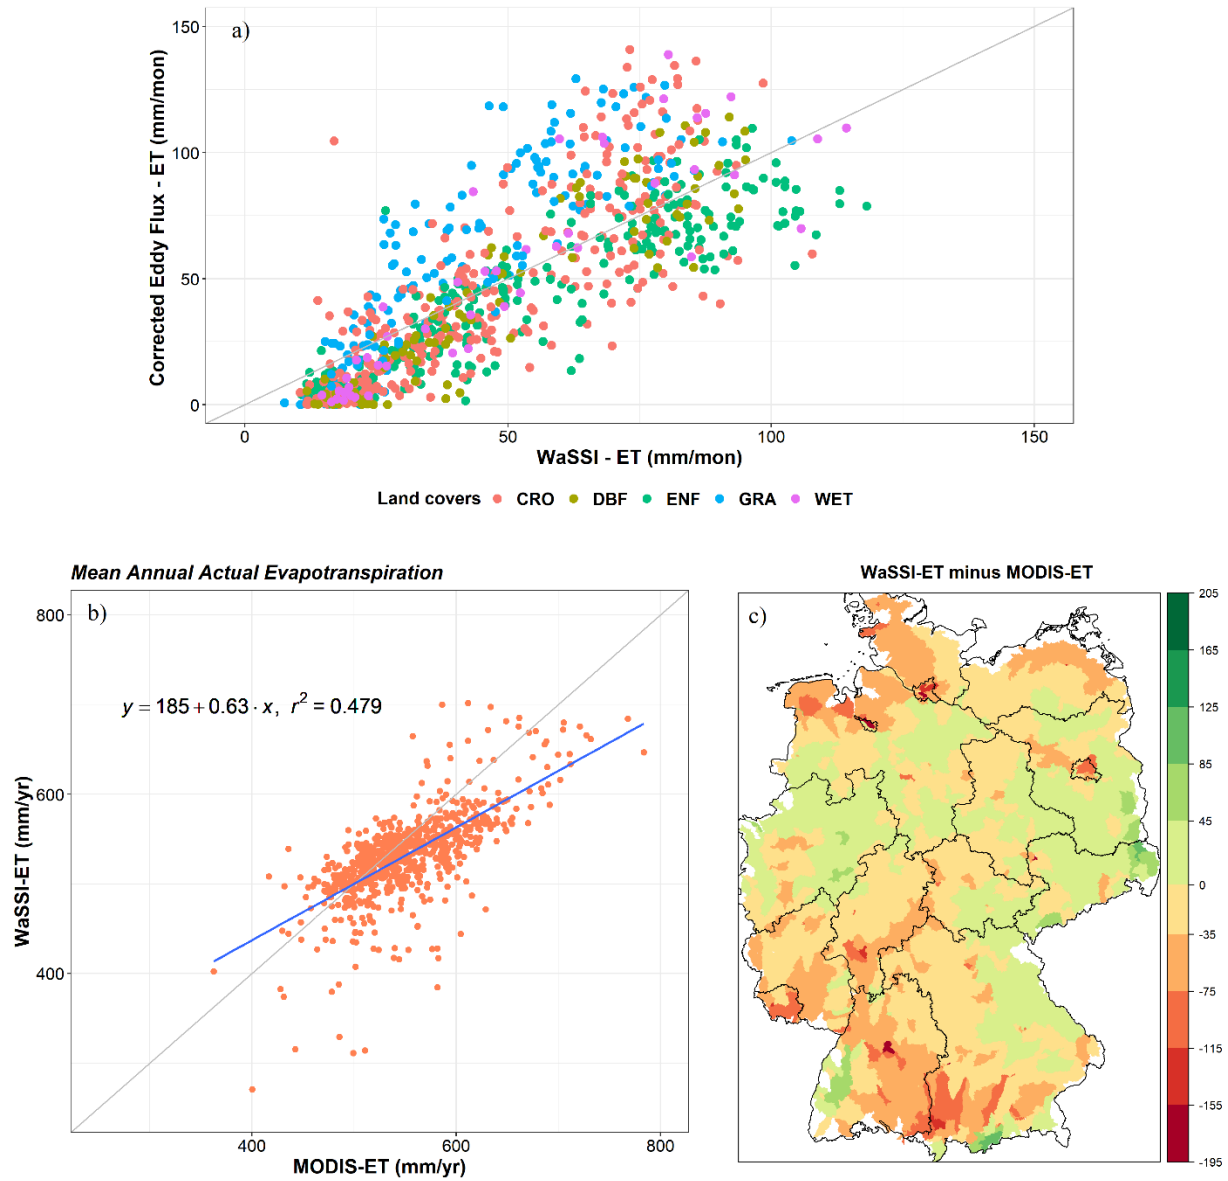 a)
150
100
50
0
Corrected Eddy Flux - ET (mm/mon)
0 50 100 150
WaSSI - ET (mm/mon)
Land covers CRO DBF ENF GRA WET
Mean Annual Actual Evapotranspiration
b)
800
600
400
y = 185 + 0.63 · x, r² = 0.479
WaSSI-ET (mm/yr)
400 600 800
MODIS-ET (mm/yr)
WaSSI-ET minus MODIS-ET
c)
205
165
125
85
45
0
-35
-75
-115
-155
-195